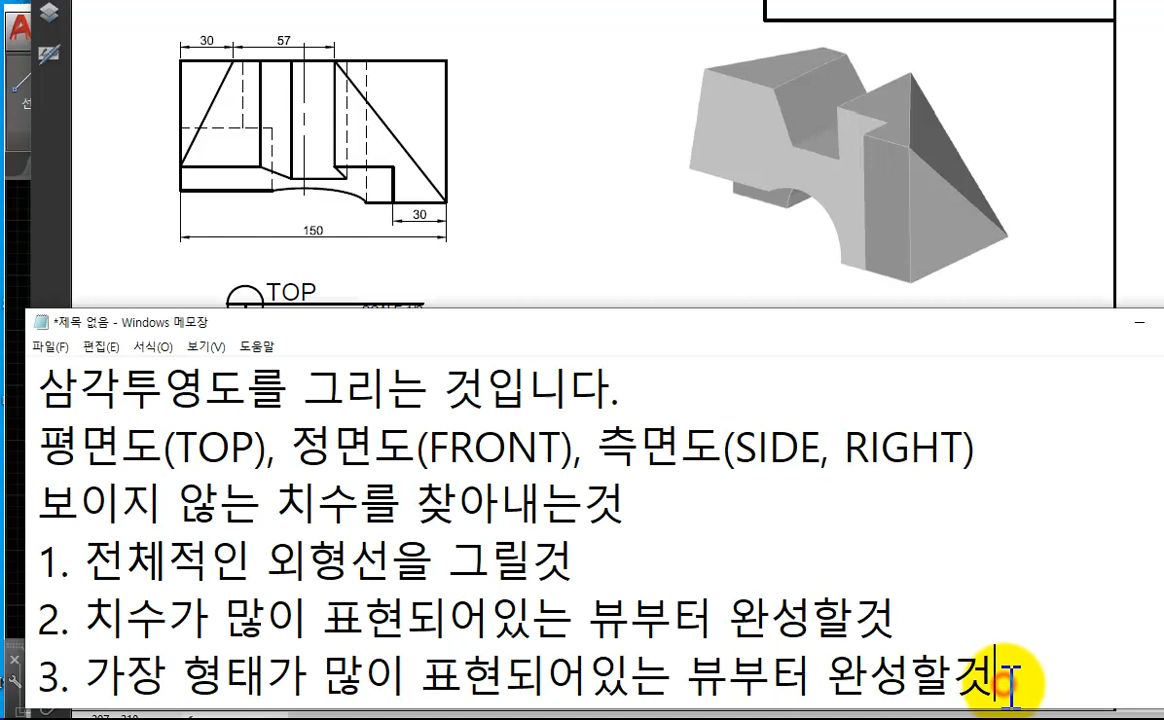 30
57
30
150
TOP
*제목 없음 - Windows 메모장
파일(F) 편집(E) 서식(O) 보기(V) 도움말
삼각투영도를 그리는 것입니다.
평면도(TOP), 정면도(FRONT), 측면도(SIDE, RIGHT)
보이지 않는 치수를 찾아내는것
1. 전체적인 외형선을 그릴것
2. 치수가 많이 표현되어있는 뷰부터 완성할것
3. 가장 형태가 많이 표현되어있는 뷰부터 완성할것